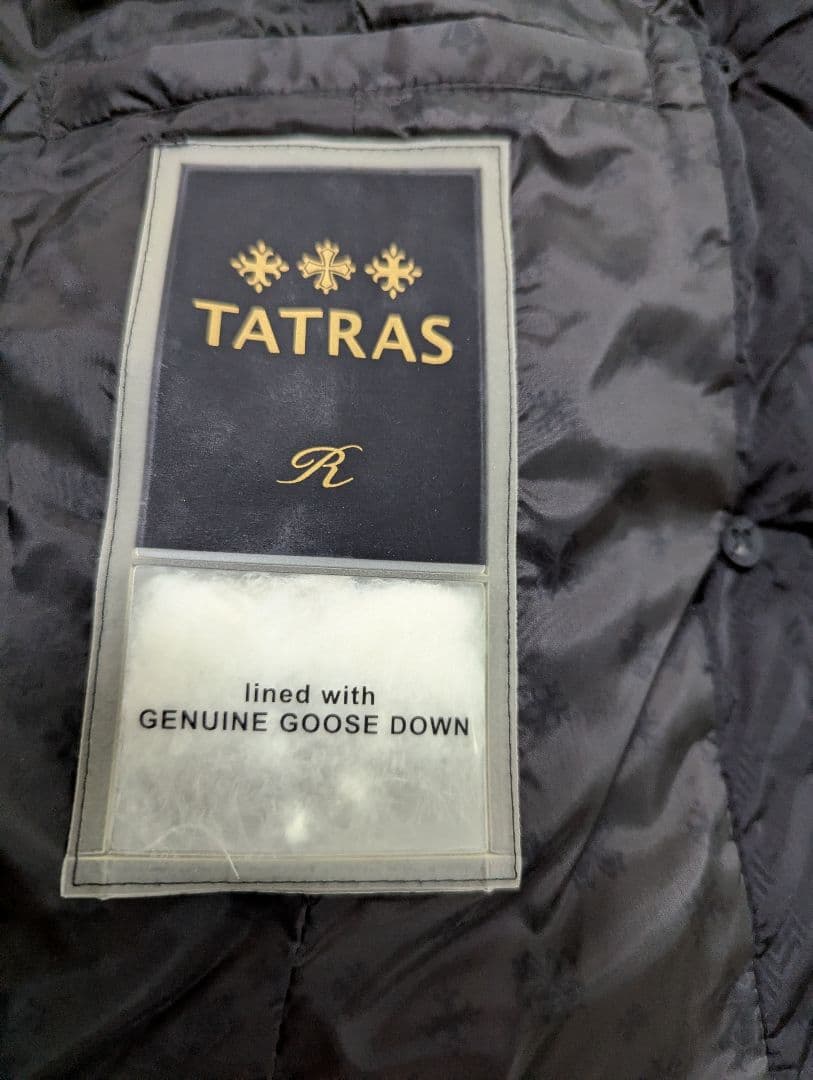 TATRAS
R
lined with
GENUINE GOOSE DOWN